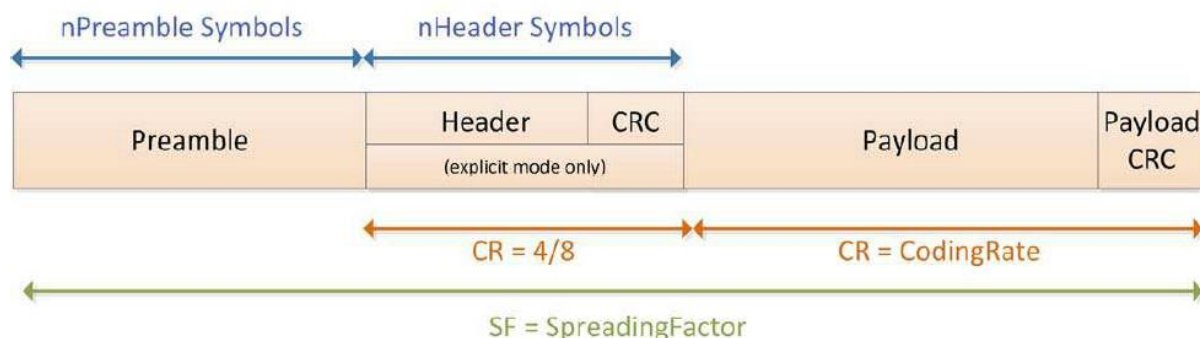 nPreamble Symbols
nHeader Symbols
Preamble
Header
CRC
(explicit mode only)
Payload
Payload
CRC
CR = 4/8
CR = CodingRate
SF = SpreadingFactor